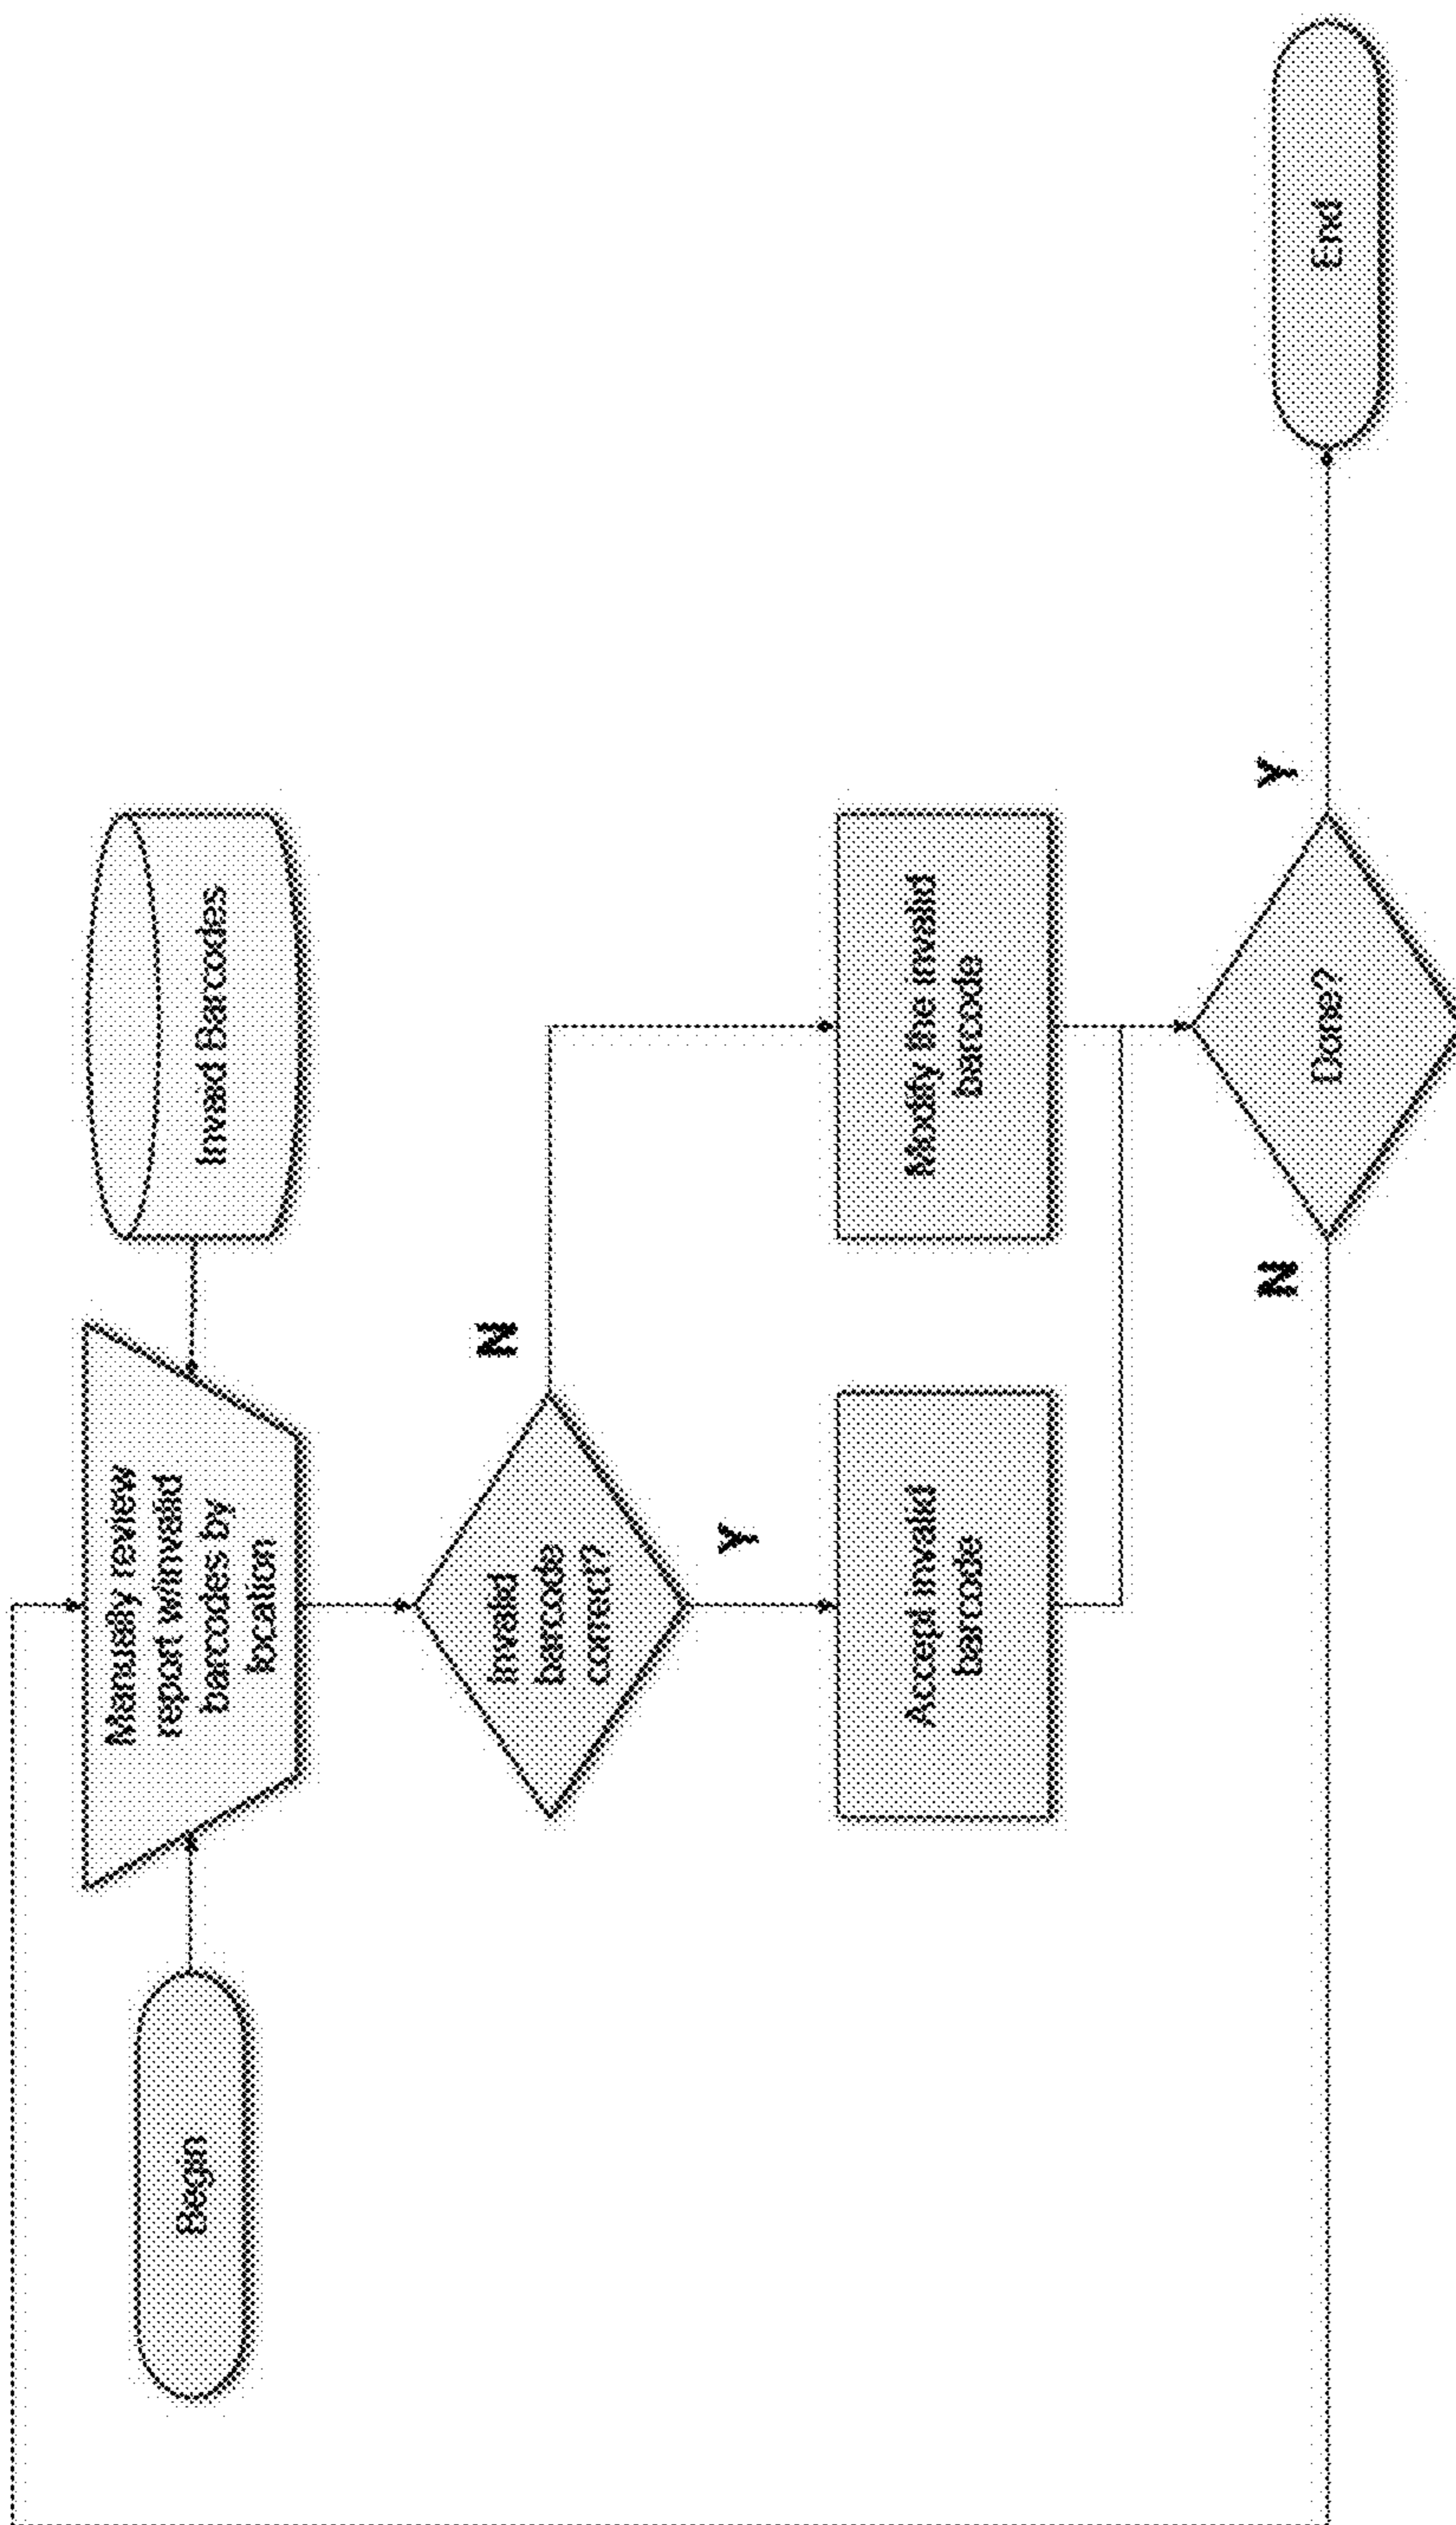 Begin
Manually review
report w/invalid
barcodes by
location
Invalid Barcodes
Invalid
barcode
correct?
N
Y
Accept invalid
barcode
Modify the invalid
barcode
N
Done?
Y
End